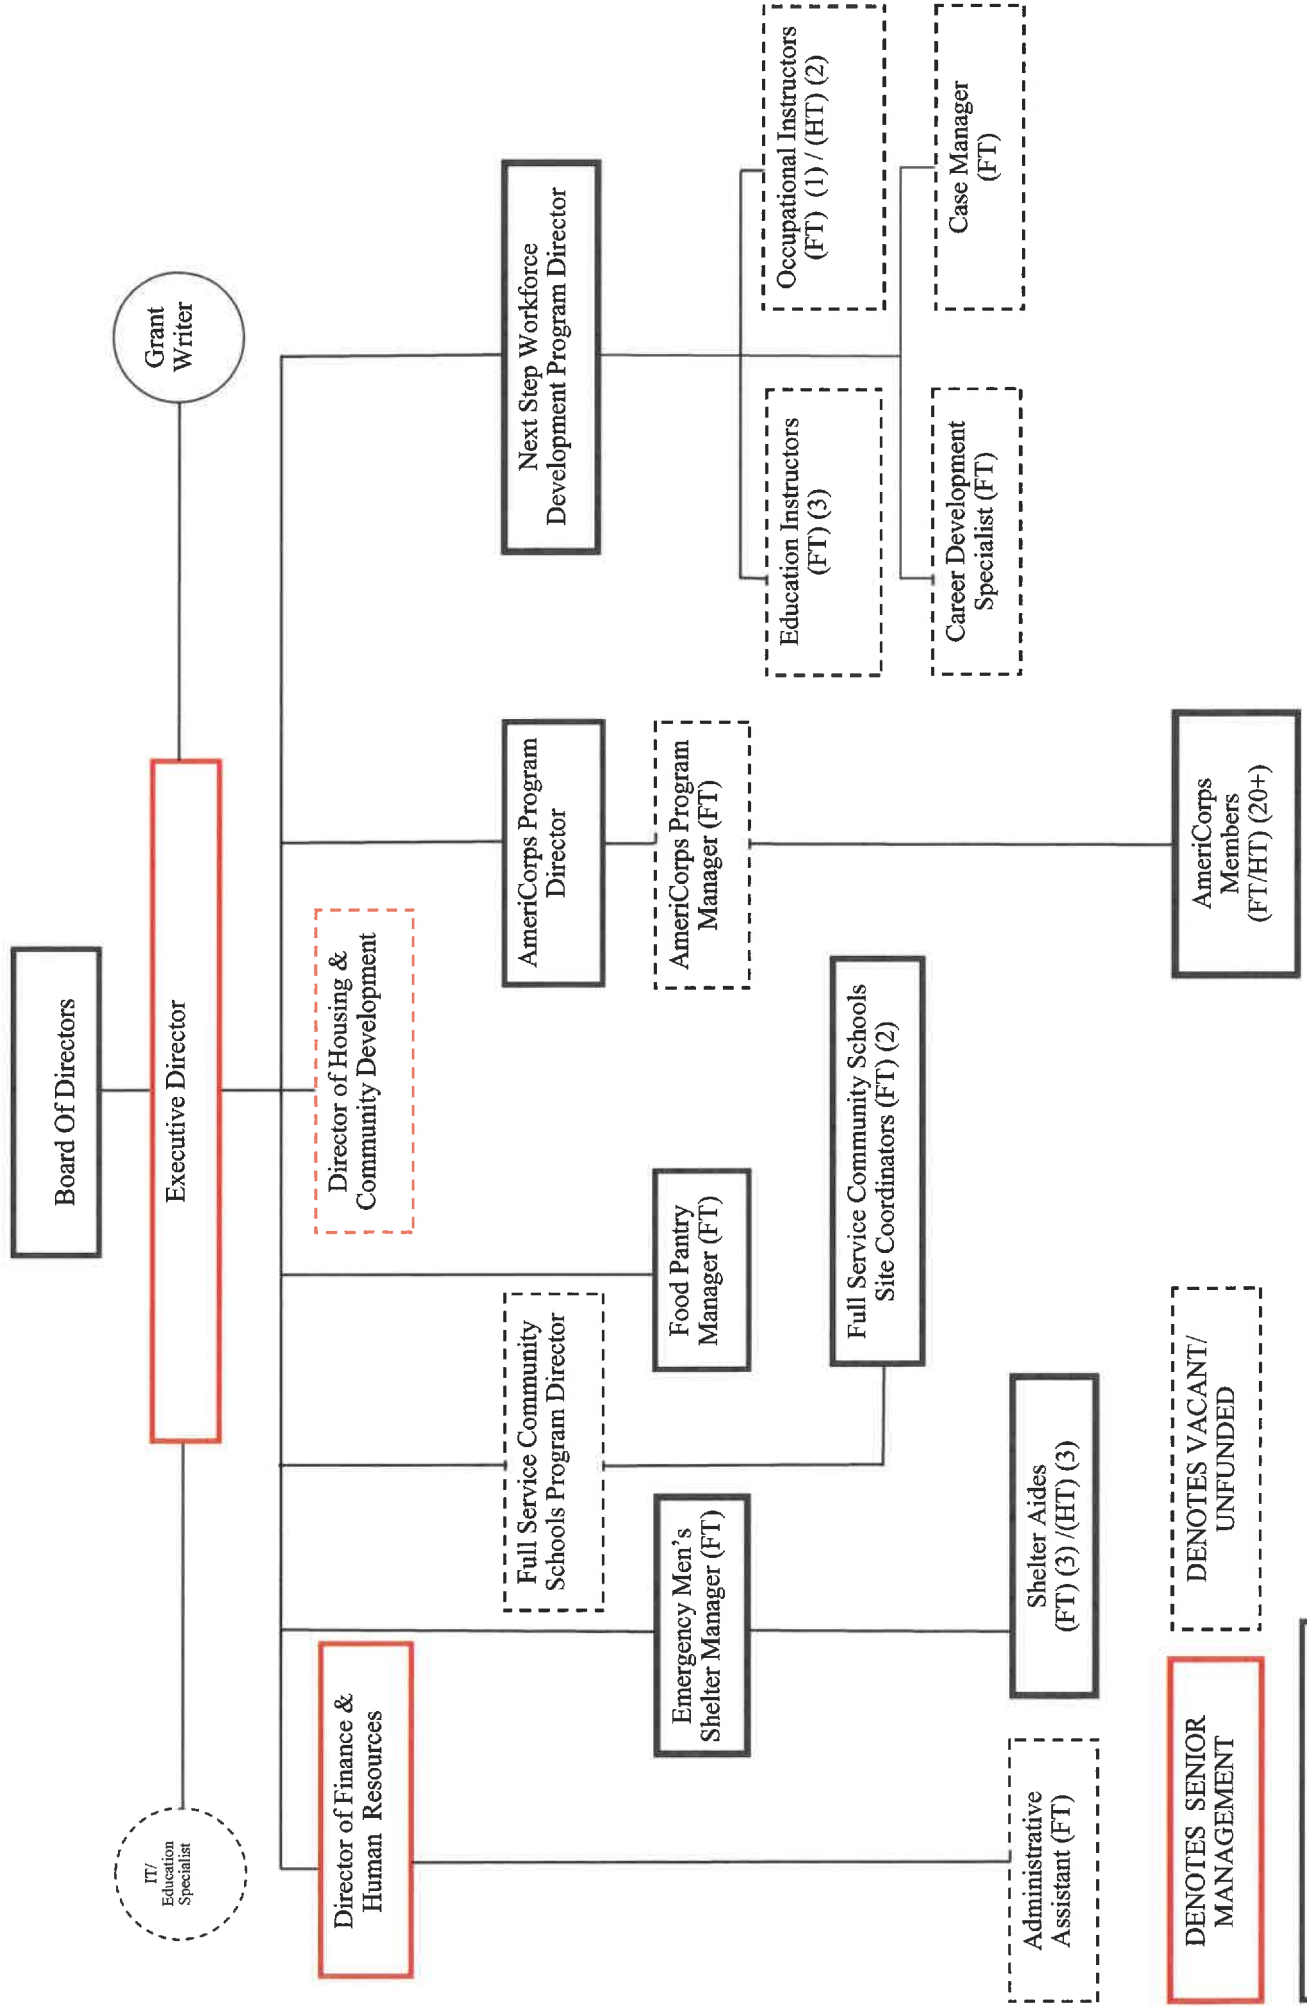 Board Of Directors
IT/
Education
Specialist
Executive Director
Grant
Writer
Director of Finance &
Human Resources
Director of Housing &
Community Development
Full Service Community
Schools Program Director
AmeriCorps Program
Director
Next Step Workforce
Development Program Director
Emergency Men's
Shelter Manager (FT)
Food Pantry
Manager (FT)
AmeriCorps Program
Manager (FT)
Education Instructors
(FT) (3)
Occupational Instructors
(FT) (1) / (HT) (2)
Full Service Community Schools
Site Coordinators (FT) (2)
Career Development
Specialist (FT)
Case Manager
(FT)
Administrative
Assistant (FT)
Shelter Aides
(FT) (3) /(HT) (3)
AmeriCorps
Members
(FT/HT) (20+)
DENOTES SENIOR
MANAGEMENT
DENOTES VACANT/
UNFUNDED